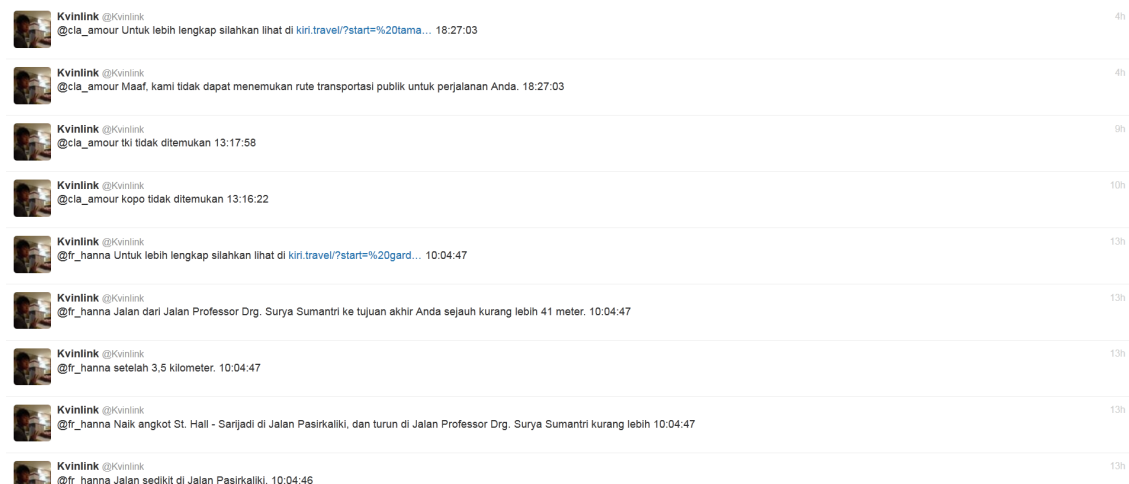 Kvinlink @Kvinlink 4h
@cla_amour Untuk lebih lengkap silahkan lihat di kiri.travel/?start=%20tama... 18:27:03
Kvinlink @Kvinlink 4h
@cla_amour Maaf, kami tidak dapat menemukan rute transportasi publik untuk perjalanan Anda. 18:27:03
Kvinlink @Kvinlink 9h
@cla_amour tki tidak ditemukan 13:17:58
Kvinlink @Kvinlink 10h
@cla_amour kopo tidak ditemukan 13:16:22
Kvinlink @Kvinlink 13h
@fr_hanna Untuk lebih lengkap silahkan lihat di kiri.travel/?start=%20gard... 10:04:47
Kvinlink @Kvinlink 13h
@fr_hanna Jalan dari Jalan Professor Drg. Surya Sumantri ke tujuan akhir Anda sejauh kurang lebih 41 meter. 10:04:47
Kvinlink @Kvinlink 13h
@fr_hanna setelah 3,5 kilometer. 10:04:47
Kvinlink @Kvinlink 13h
@fr_hanna Naik angkot St. Hall - Sarijadi di Jalan Pasirkaliki, dan turun di Jalan Professor Drg. Surya Sumantri kurang lebih 10:04:47
Kvinlink @Kvinlink 13h
@fr_hanna Jalan sedikit di Jalan Pasirkaliki. 10:04:46